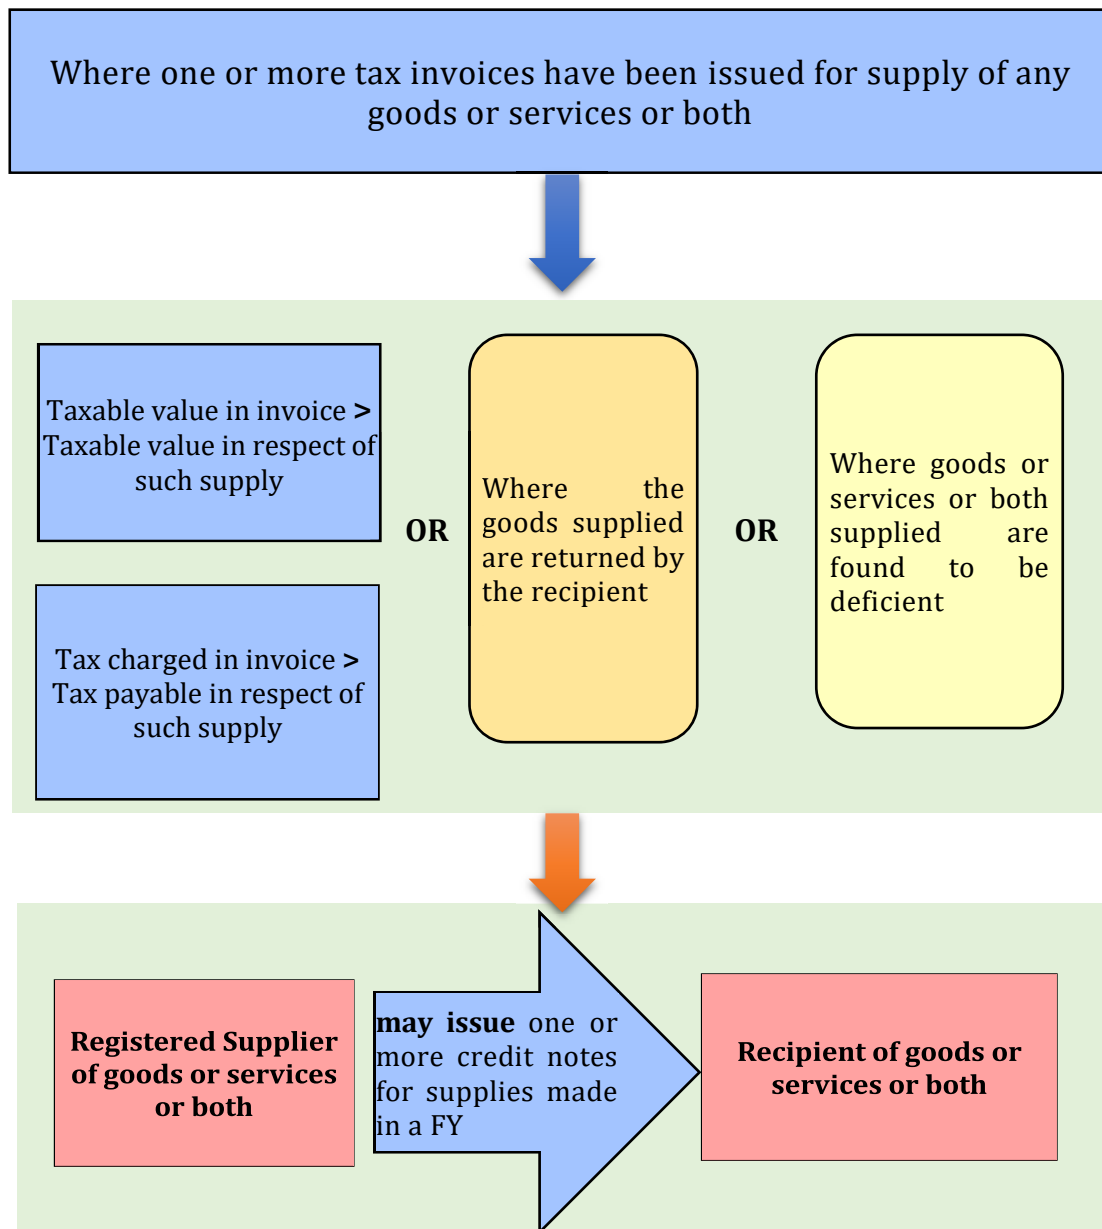 Where one or more tax invoices have been issued for supply of any
goods or services or both
Taxable value in invoice >
Taxable value in respect of
such supply
Tax charged in invoice >
Tax payable in respect of
such supply
OR
Where the
goods supplied
are returned by
the recipient
OR
Where goods or
services or both
supplied are
found to be
deficient
Registered Supplier
of goods or services
or both
may issue one or
more credit notes
for supplies made
in a FY
Recipient of goods or
services or both